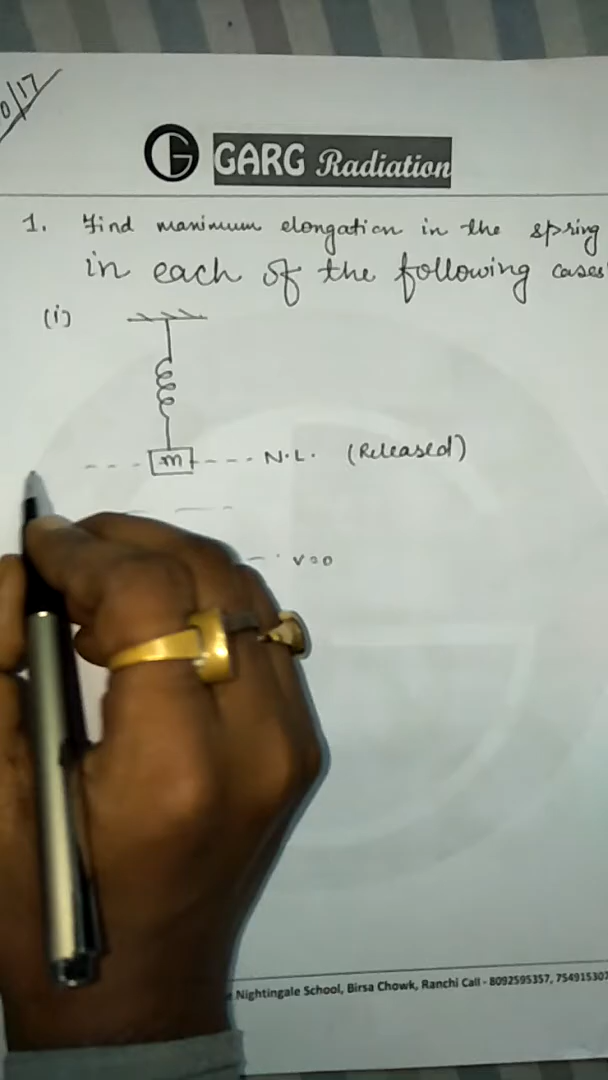 0/17
G GARG Radiation
1. Find maximum elongation in the spring
in each of the following cases
(i)
m N.L. (Released)
v=0
Nightingale School, Birsa Chowk, Ranchi Call - 8092595357, 75491530